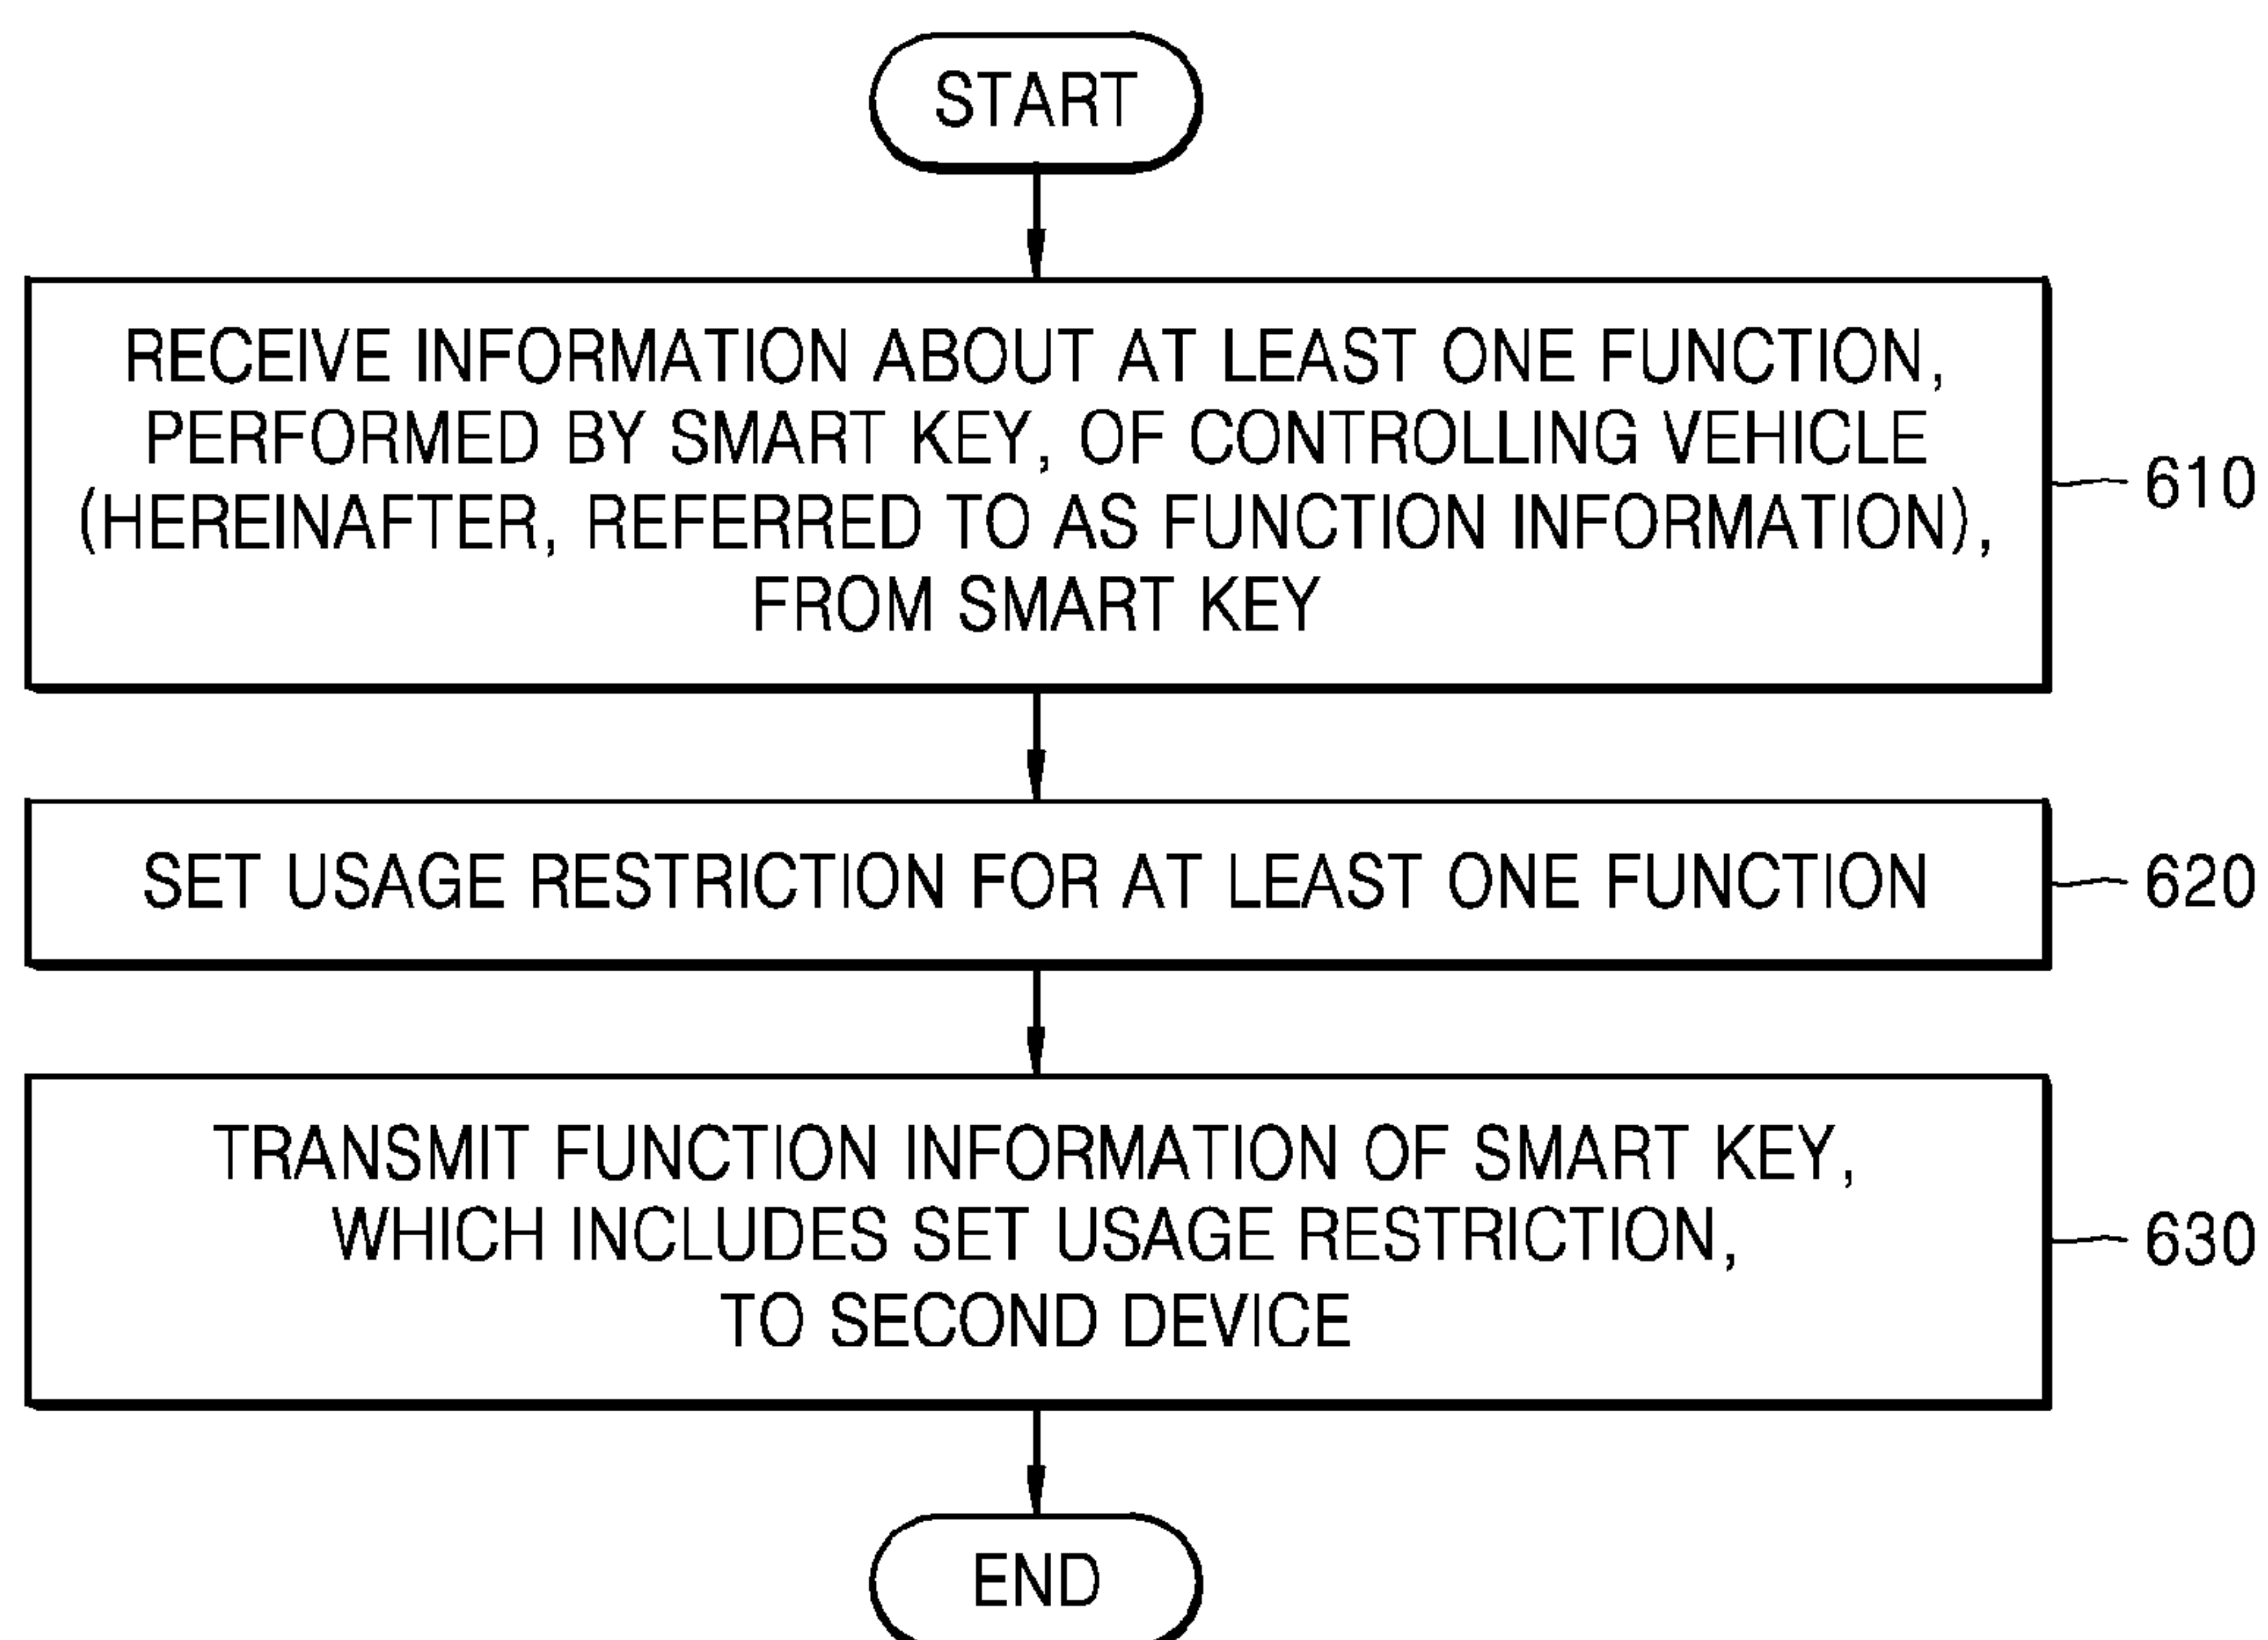 START
RECEIVE INFORMATION ABOUT AT LEAST ONE FUNCTION,
PERFORMED BY SMART KEY, OF CONTROLLING VEHICLE
(HEREINAFTER, REFERRED TO AS FUNCTION INFORMATION),
FROM SMART KEY
610
SET USAGE RESTRICTION FOR AT LEAST ONE FUNCTION
620
TRANSMIT FUNCTION INFORMATION OF SMART KEY,
WHICH INCLUDES SET USAGE RESTRICTION,
TO SECOND DEVICE
630
END